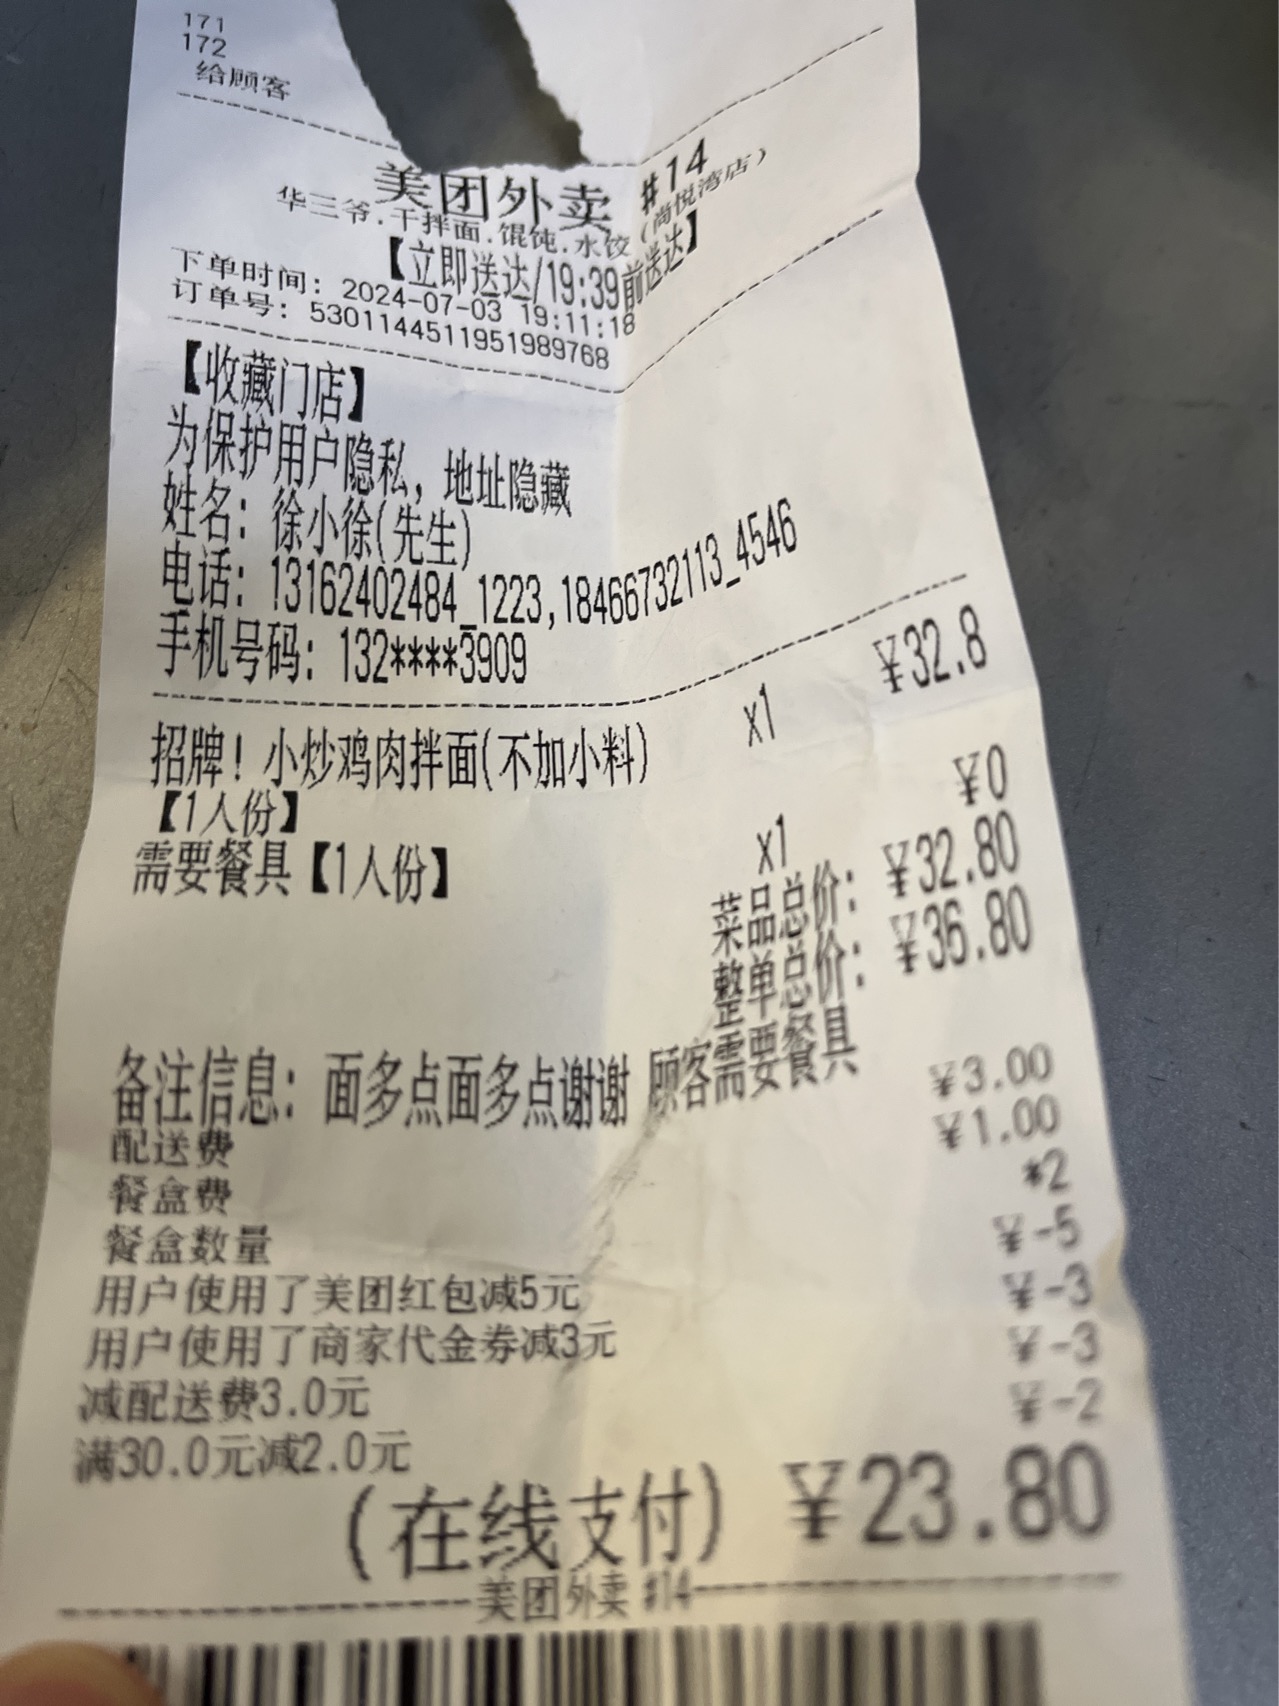 171
172
给顾客
美团外卖 #14
华三爷.干拌面.馄饨.水饺(尚悦湾店)
【立即送达/19:39前送达】
下单时间: 2024-07-03 19:11:18
订单号: 5301144511951989768
【收藏门店】
为保护用户隐私, 地址隐藏
姓名: 徐小徐(先生)
电话: 13162402484_1223,18466732113_4546
手机号码: 132****3909
招牌! 小炒鸡肉拌面(不加小料) x1 ¥32.8
【1人份】
需要餐具【1人份】 x1 ¥0
菜品总价: ¥32.80
整单总价: ¥36.80
备注信息: 面多点面多点谢谢 顾客需要餐具
配送费 ¥3.00
餐盒费 ¥1.00
餐盒数量 *2
用户使用了美团红包减5元 ¥-5
用户使用了商家代金券减3元 ¥-3
减配送费3.0元 ¥-3
满30.0元减2.0元 ¥-2
(在线支付) ¥23.80
美团外卖 #14